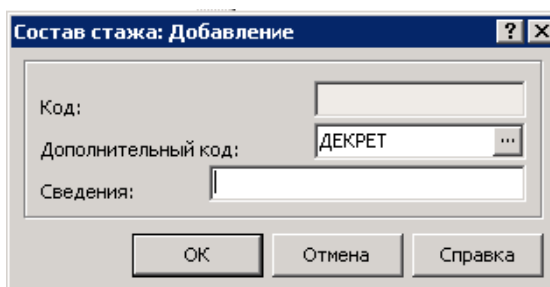 Состав стажа: Добавление ? X
Код:
Дополнительный код: ДЕКРЕТ ...
Сведения:
ОК Отмена Справка